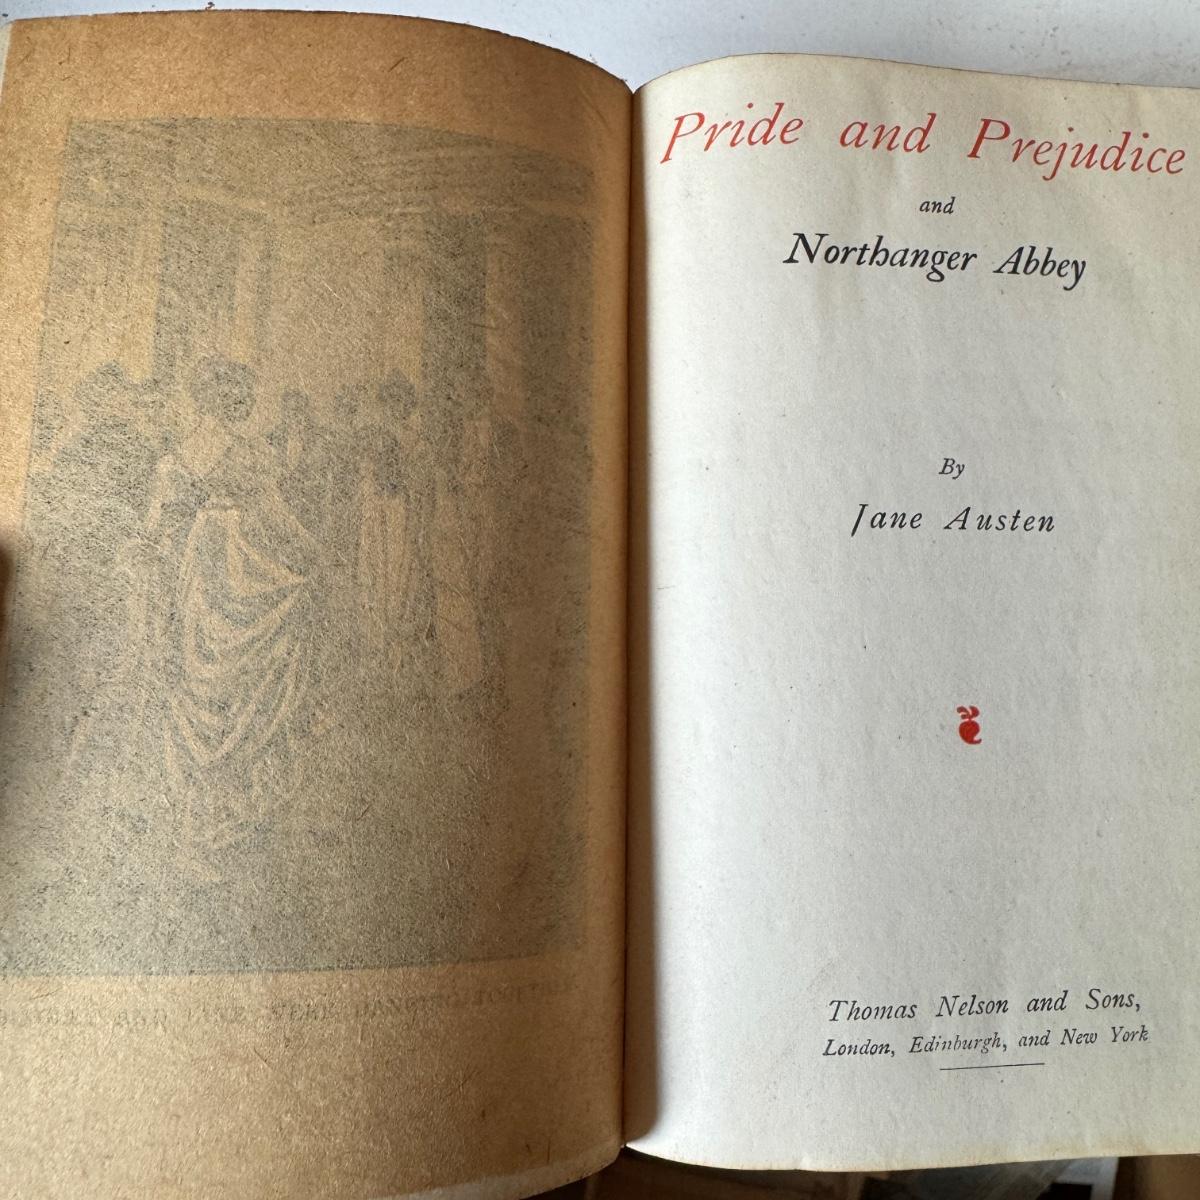 Pride and Prejudice
and
Northanger Abbey
By
Jane Austen
Thomas Nelson and Sons,
London, Edinburgh, and New York